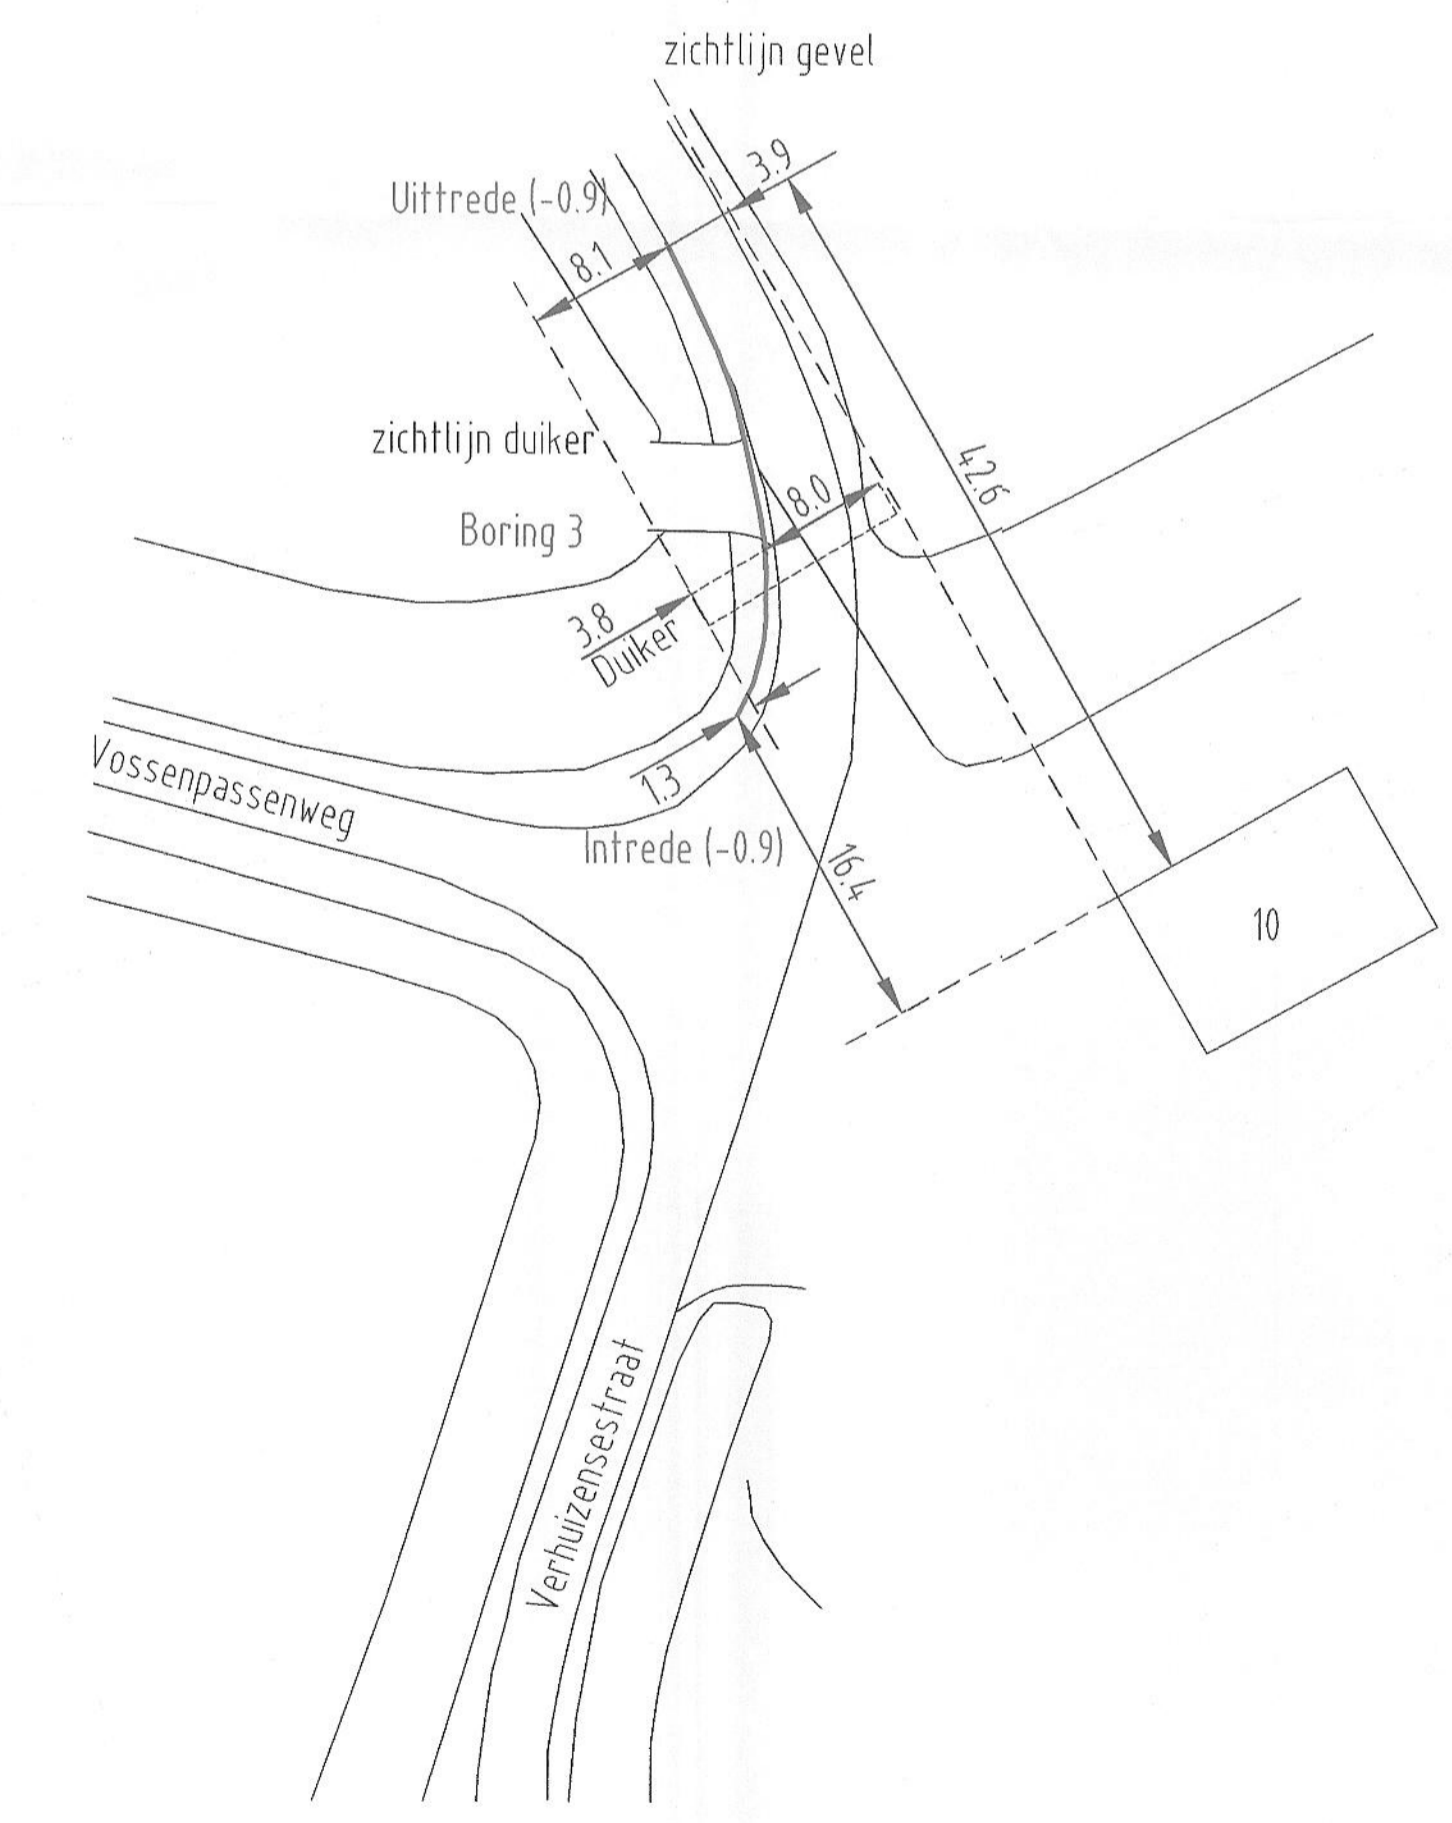 zichtlijn gevel
3.9
Uittrede (-0.9)
8.1
zichtlijn duiker
42.6
8.0
Boring 3
3.8
Duiker
1.3
Vossenpassenweg
Intrede (-0.9)
16.4
10
Verhuizensestraat